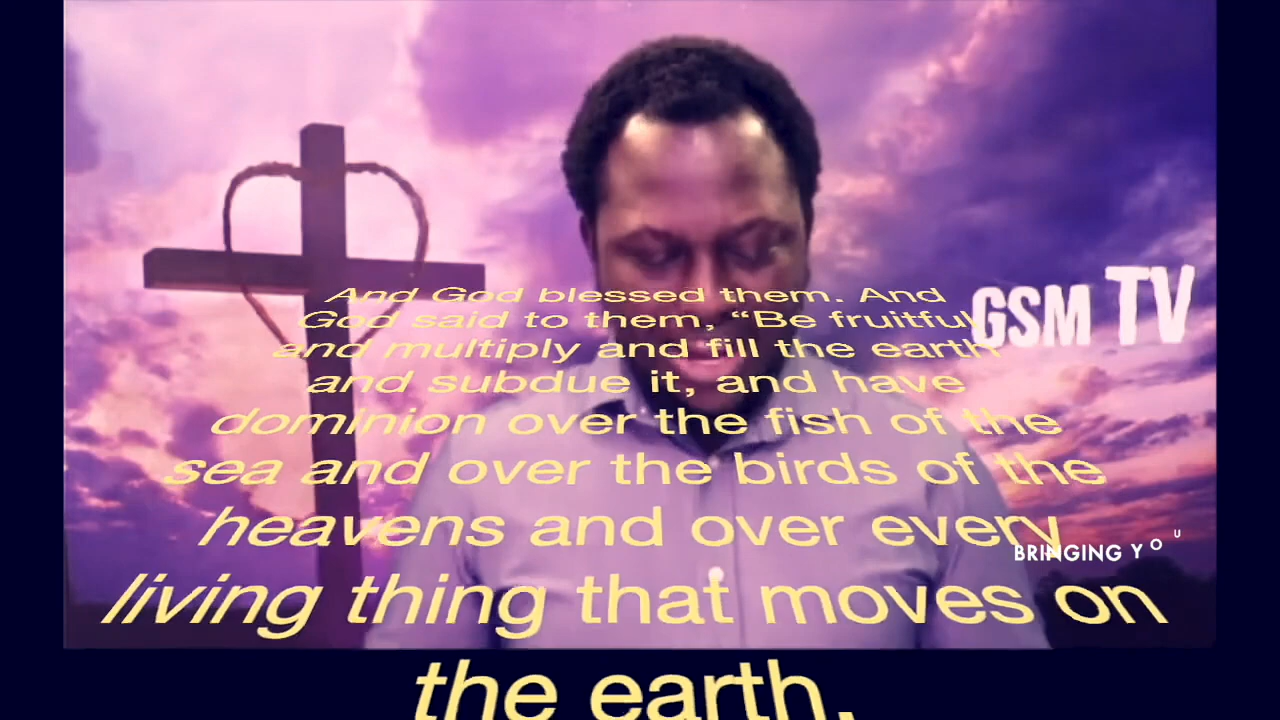 And God blessed them. And
God said to them, “Be fruitful
and multiply and fill the earth
and subdue it, and have
dominion over the fish of the
sea and over the birds of the
heavens and over every
living thing that moves on
the earth.
GSM TV
BRINGING YOU